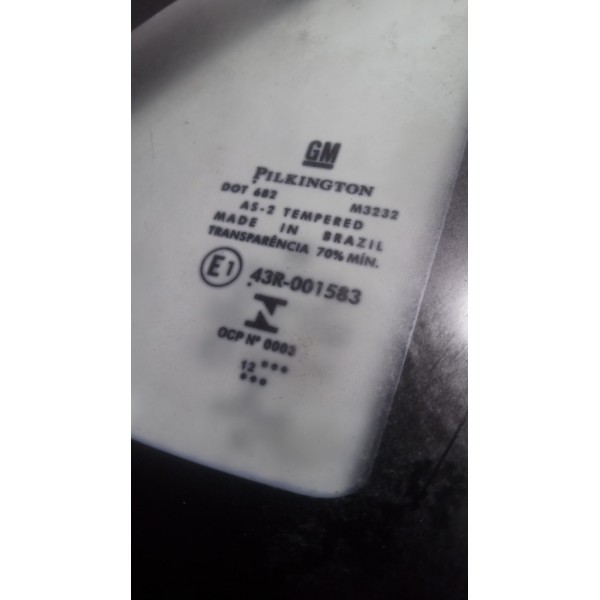 GM
PILKINGTON
DOT 682 M3232
AS-2 TEMPERED
MADE IN BRAZIL
TRANSPARÊNCIA 70% MÍN.
E1 43R-001583
OCP Nº 0003
12 ***
***